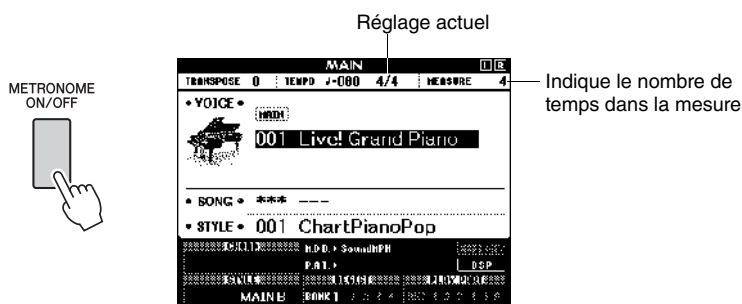 Réglage actuel
METRONOME
ON/OFF
MAIN L R
TRANSPOSE 0 TEMPO 4/4 MEASURE 4
Indique le nombre de
temps dans la mesure
• VOICE •
MAIN
001 Live! Grand Piano
• SONG • *** ---
• STYLE • 001 ChartPianoPop
P.A.T.
DSP
MAIN B BANK 1